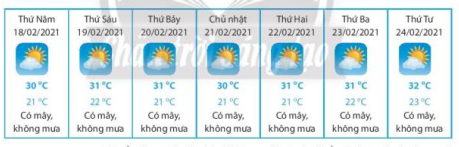 Thứ Năm Thứ Sáu Thứ Bảy Chủ nhật Thứ Hai Thứ Ba Thứ Tư
18/02/2021 19/02/2021 20/02/2021 21/02/2021 22/02/2021 23/02/2021 24/02/2021
30 °C 31 °C 31 °C 30 °C 31 °C 31 °C 32 °C
21 °C 22 °C 21 °C 21 °C 21 °C 22 °C 23 °C
Có mây, Có mây, Có mây, Có mây, Có mây, Có mây, Có mây,
không mưa không mưa không mưa không mưa không mưa không mưa không mưa